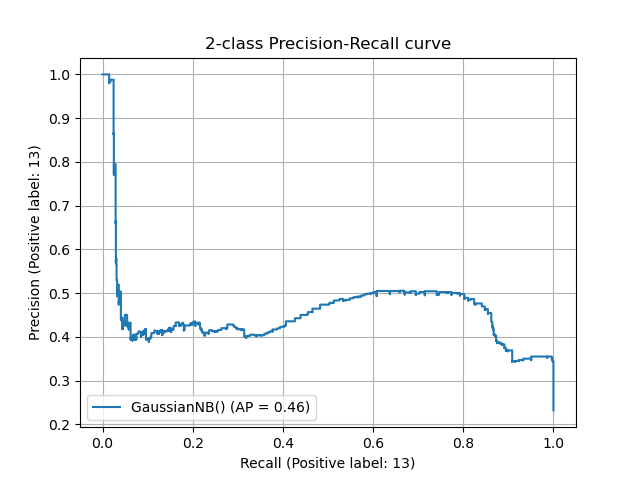 2-class Precision-Recall curve
1.0
0.9
0.8
0.7
0.6
0.5
0.4
0.3
0.2
Precision (Positive label: 13)
GaussianNB() (AP = 0.46)
0.0 0.2 0.4 0.6 0.8 1.0
Recall (Positive label: 13)